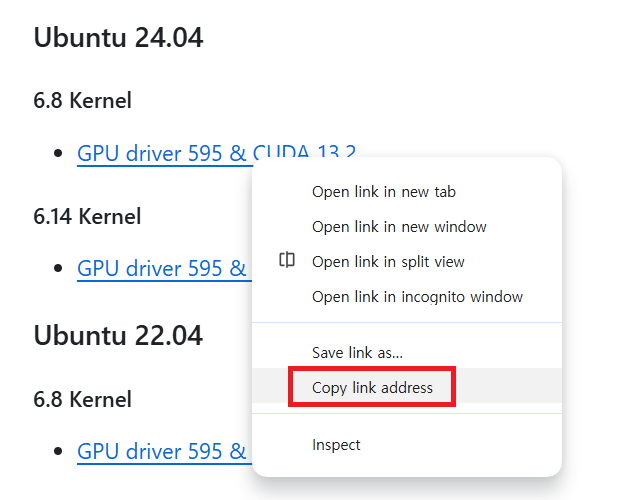 Ubuntu 24.04
6.8 Kernel
GPU driver 595 & CUDA 13.2
Open link in new tab
6.14 Kernel
Open link in new window
GPU driver 595 &
Open link in split view
Open link in incognito window
Ubuntu 22.04
Save link as...
6.8 Kernel
Copy link address
GPU driver 595 &
Inspect